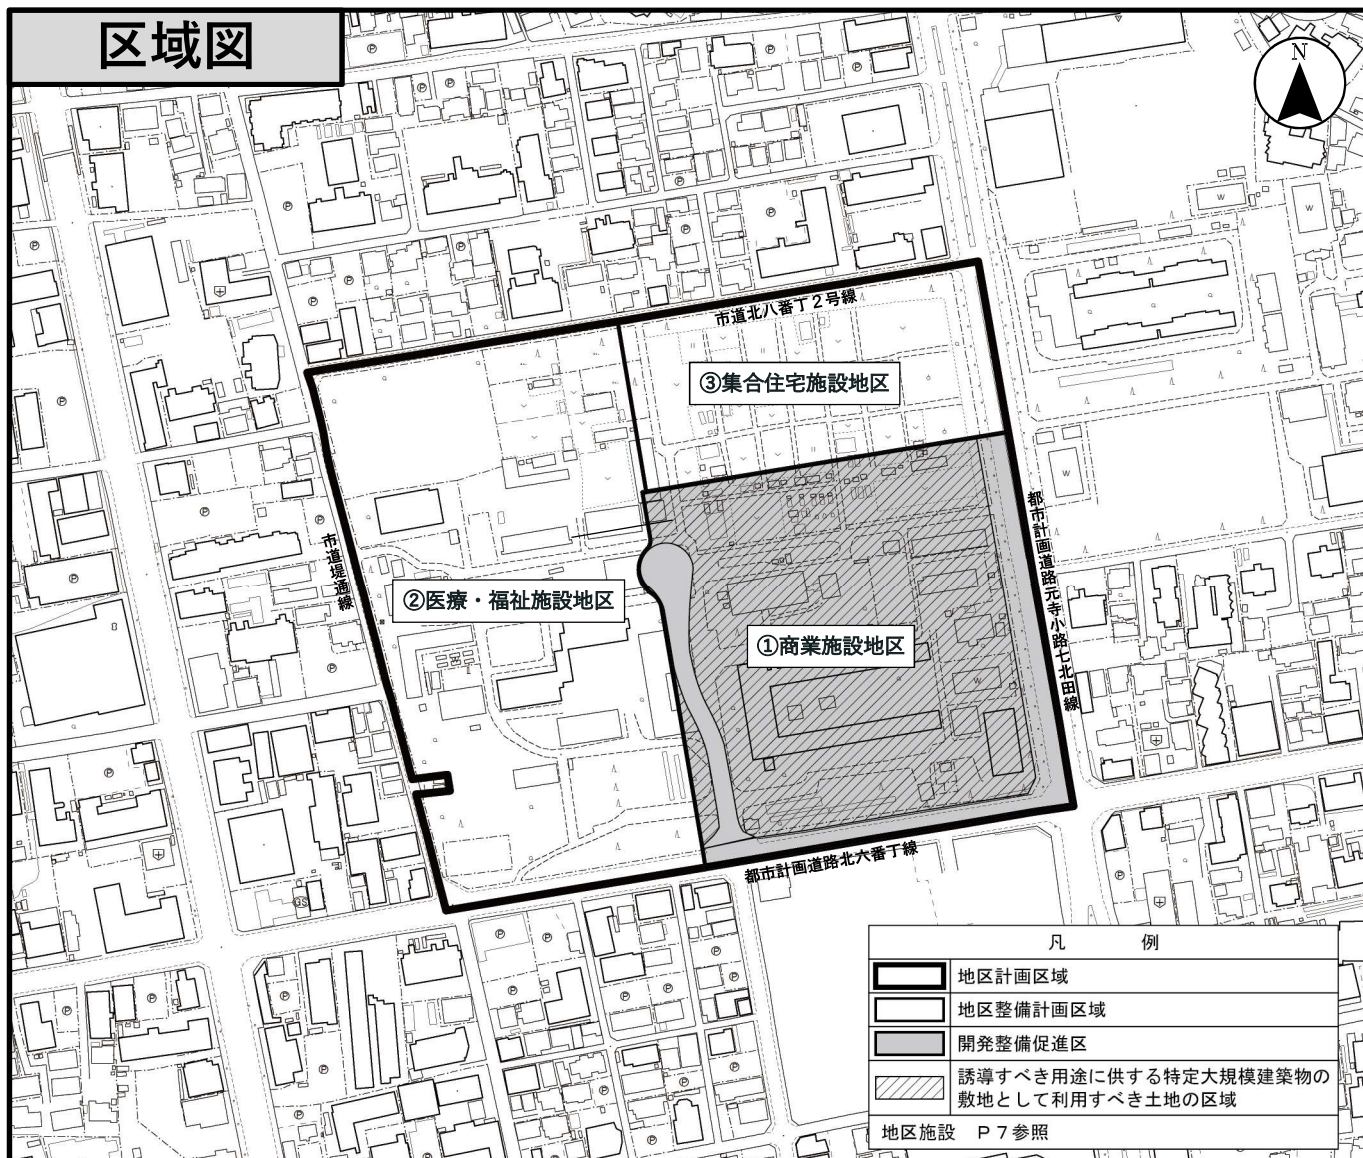 区域図
N
市道北八番丁2号線
③集合住宅施設地区
都市計画道路元寺小路七北田線
市道堤通線
②医療・福祉施設地区
①商業施設地区
都市計画道路北六番丁線
凡 例
地区計画区域
地区整備計画区域
開発整備促進区
誘導すべき用途に供する特定大規模建築物の
敷地として利用すべき土地の区域
地区施設 P7参照